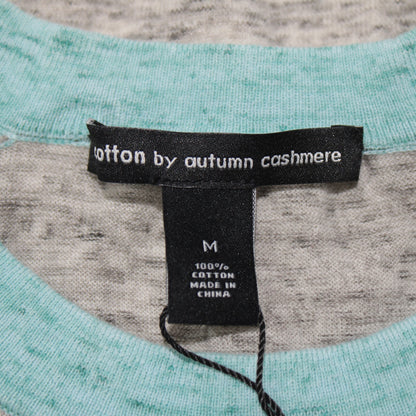 cotton by autumn cashmere
M
100%
COTTON
MADE IN
CHINA